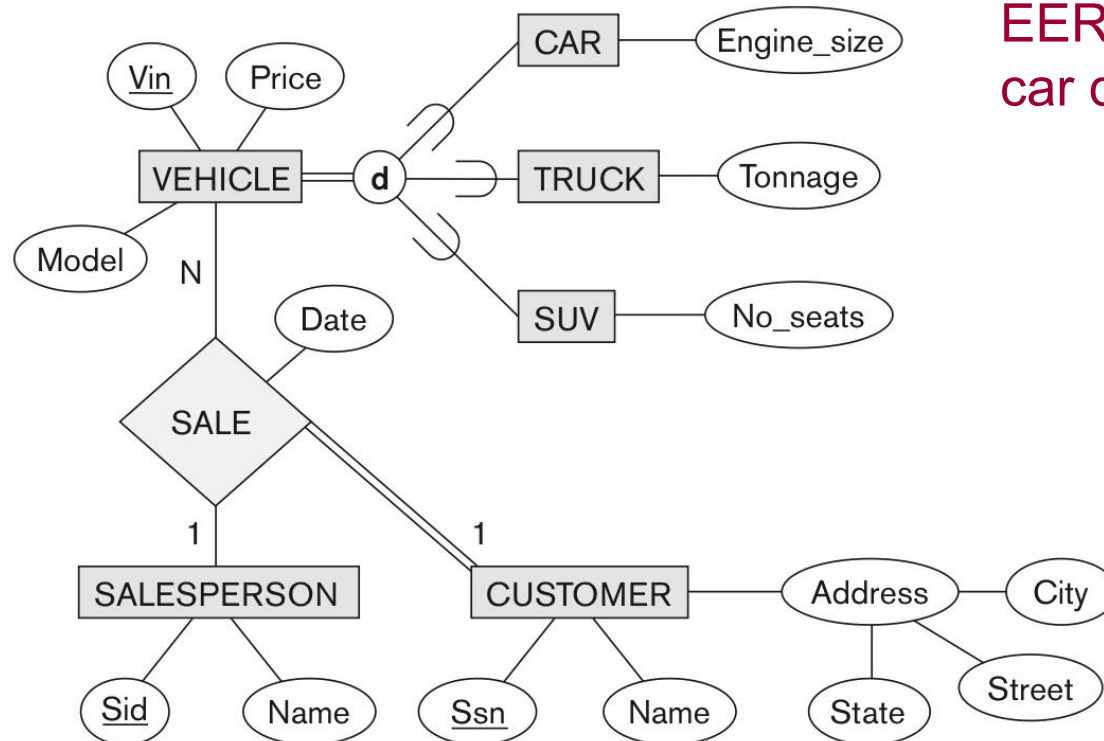 EER
car
CAR
Engine_size
Vin
Price
VEHICLE
d
TRUCK
Tonnage
Model
N
SUV
No_seats
Date
SALE
1
1
SALESPERSON
CUSTOMER
Address
City
Sid
Name
Ssn
Name
State
Street